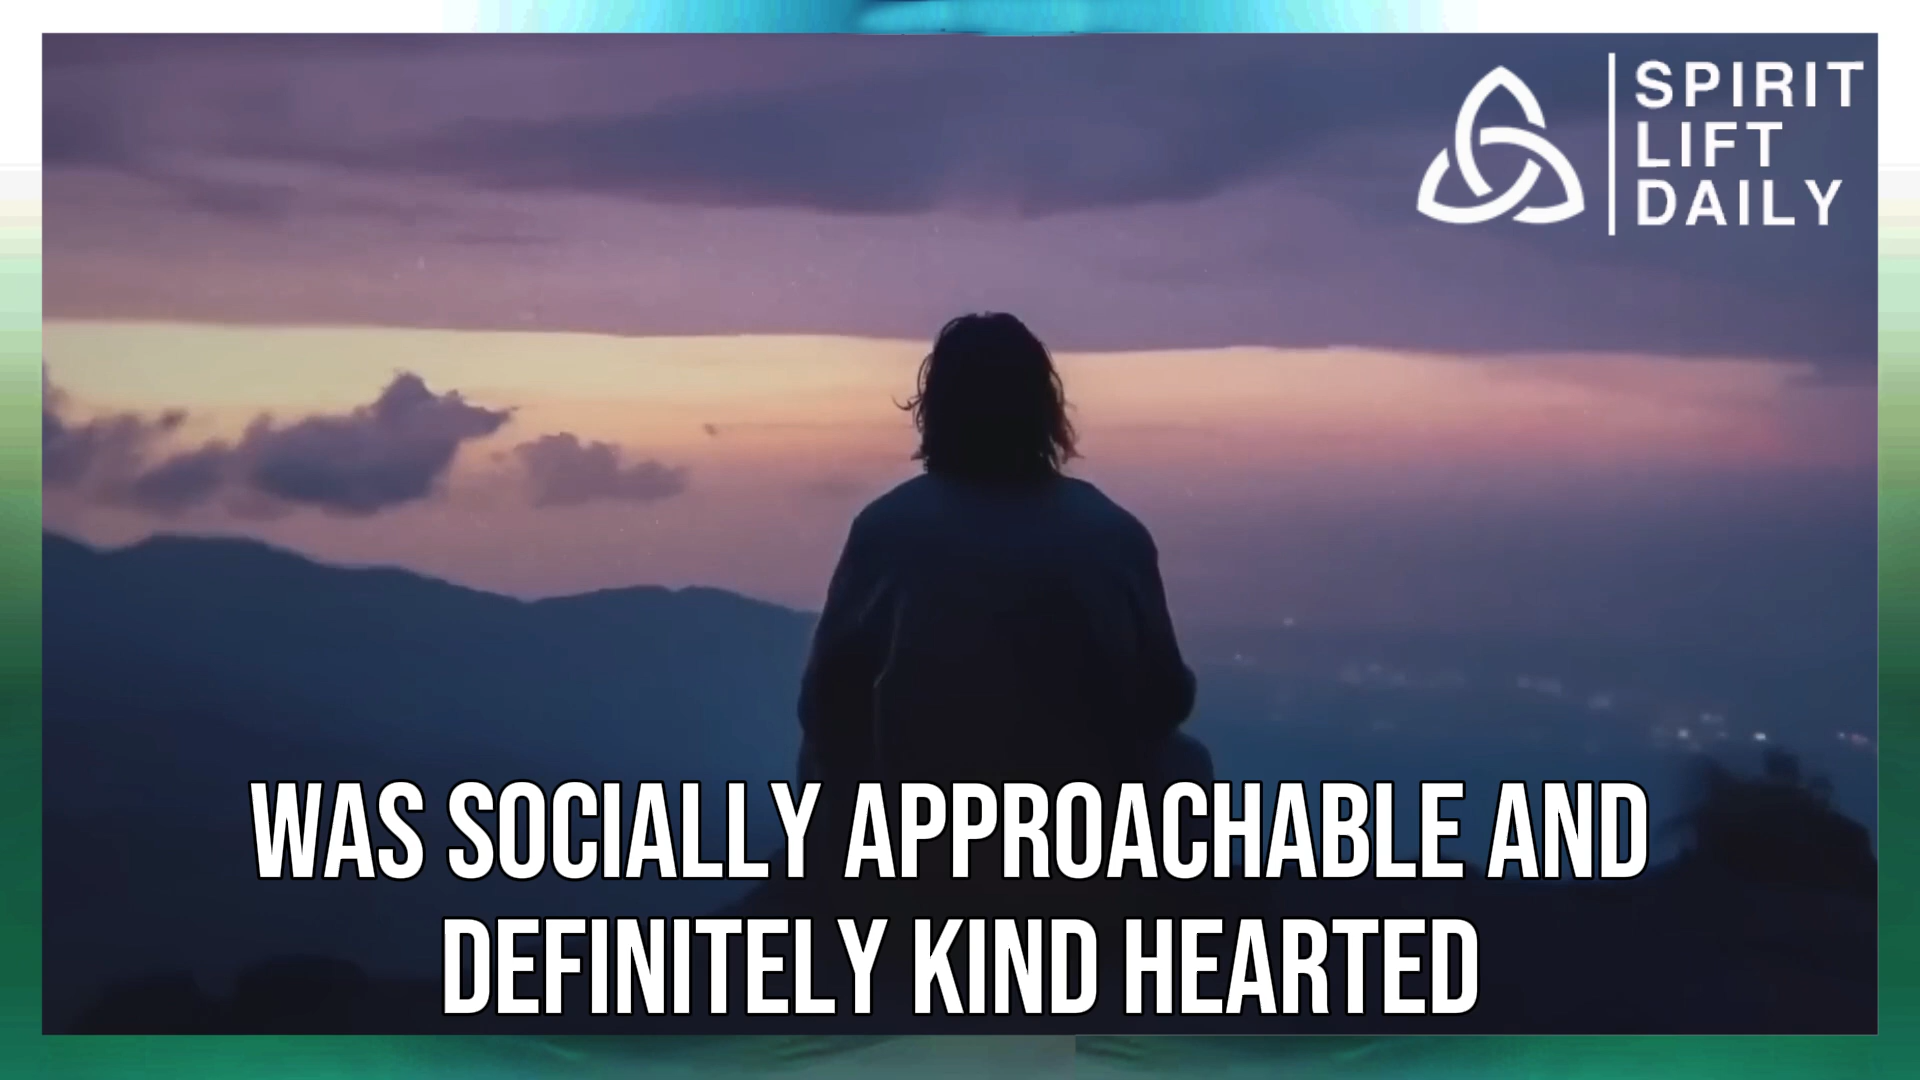 SPIRIT
LIFT
DAILY
WAS SOCIALLY APPROACHABLE AND
DEFINITELY KIND HEARTED